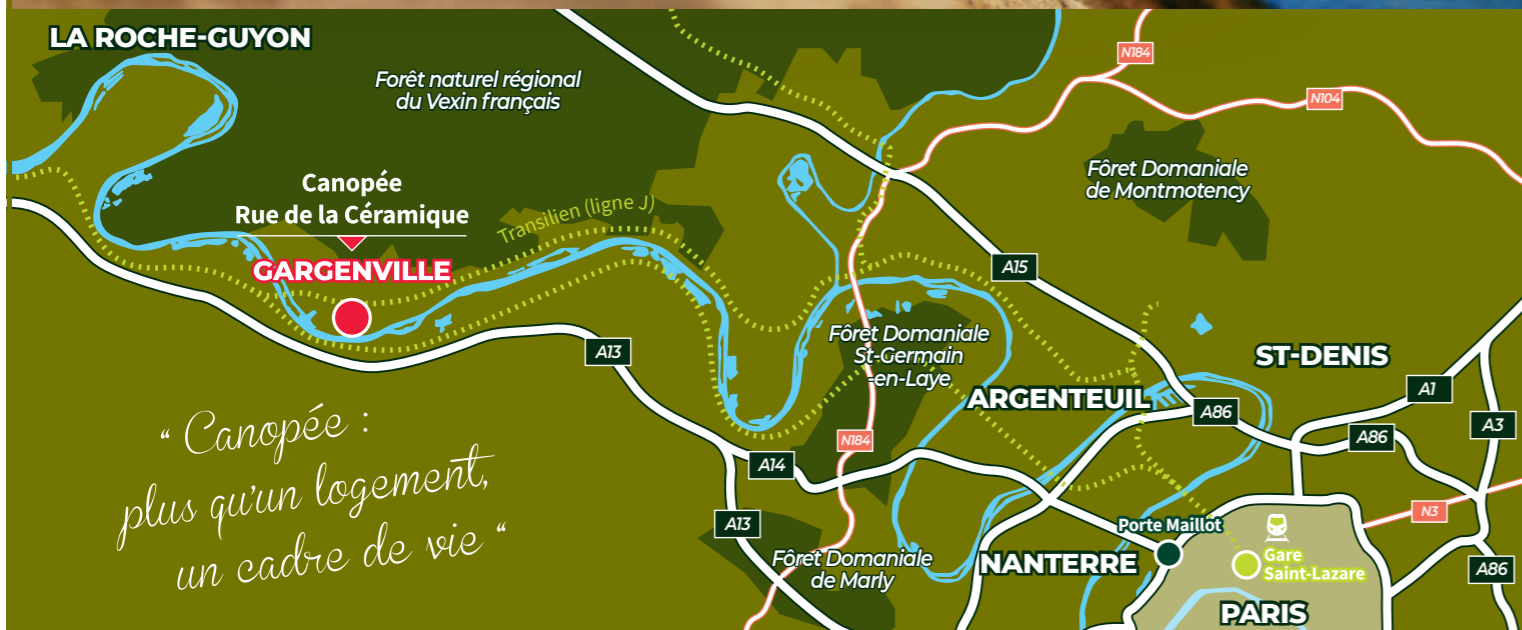 LA ROCHE-GUYON
Forêt naturel régional
du Vexin français
N184
N104
Fôret Domaniale
de Montmotency
Canopée
Rue de la Céramique
Transilien (ligne J)
GARGENVILLE
A15
A13
Fôret Domaniale
St-Germain
-en-Laye
ST-DENIS
ARGENTEUIL
A1
A86
A86
A3
N184
A14
“ Canopée :
plus qu'un logement,
un cadre de vie “
A13
N3
Porte Maillot
Gare
Saint-Lazare
Fôret Domaniale
de Marly
NANTERRE
A86
PARIS